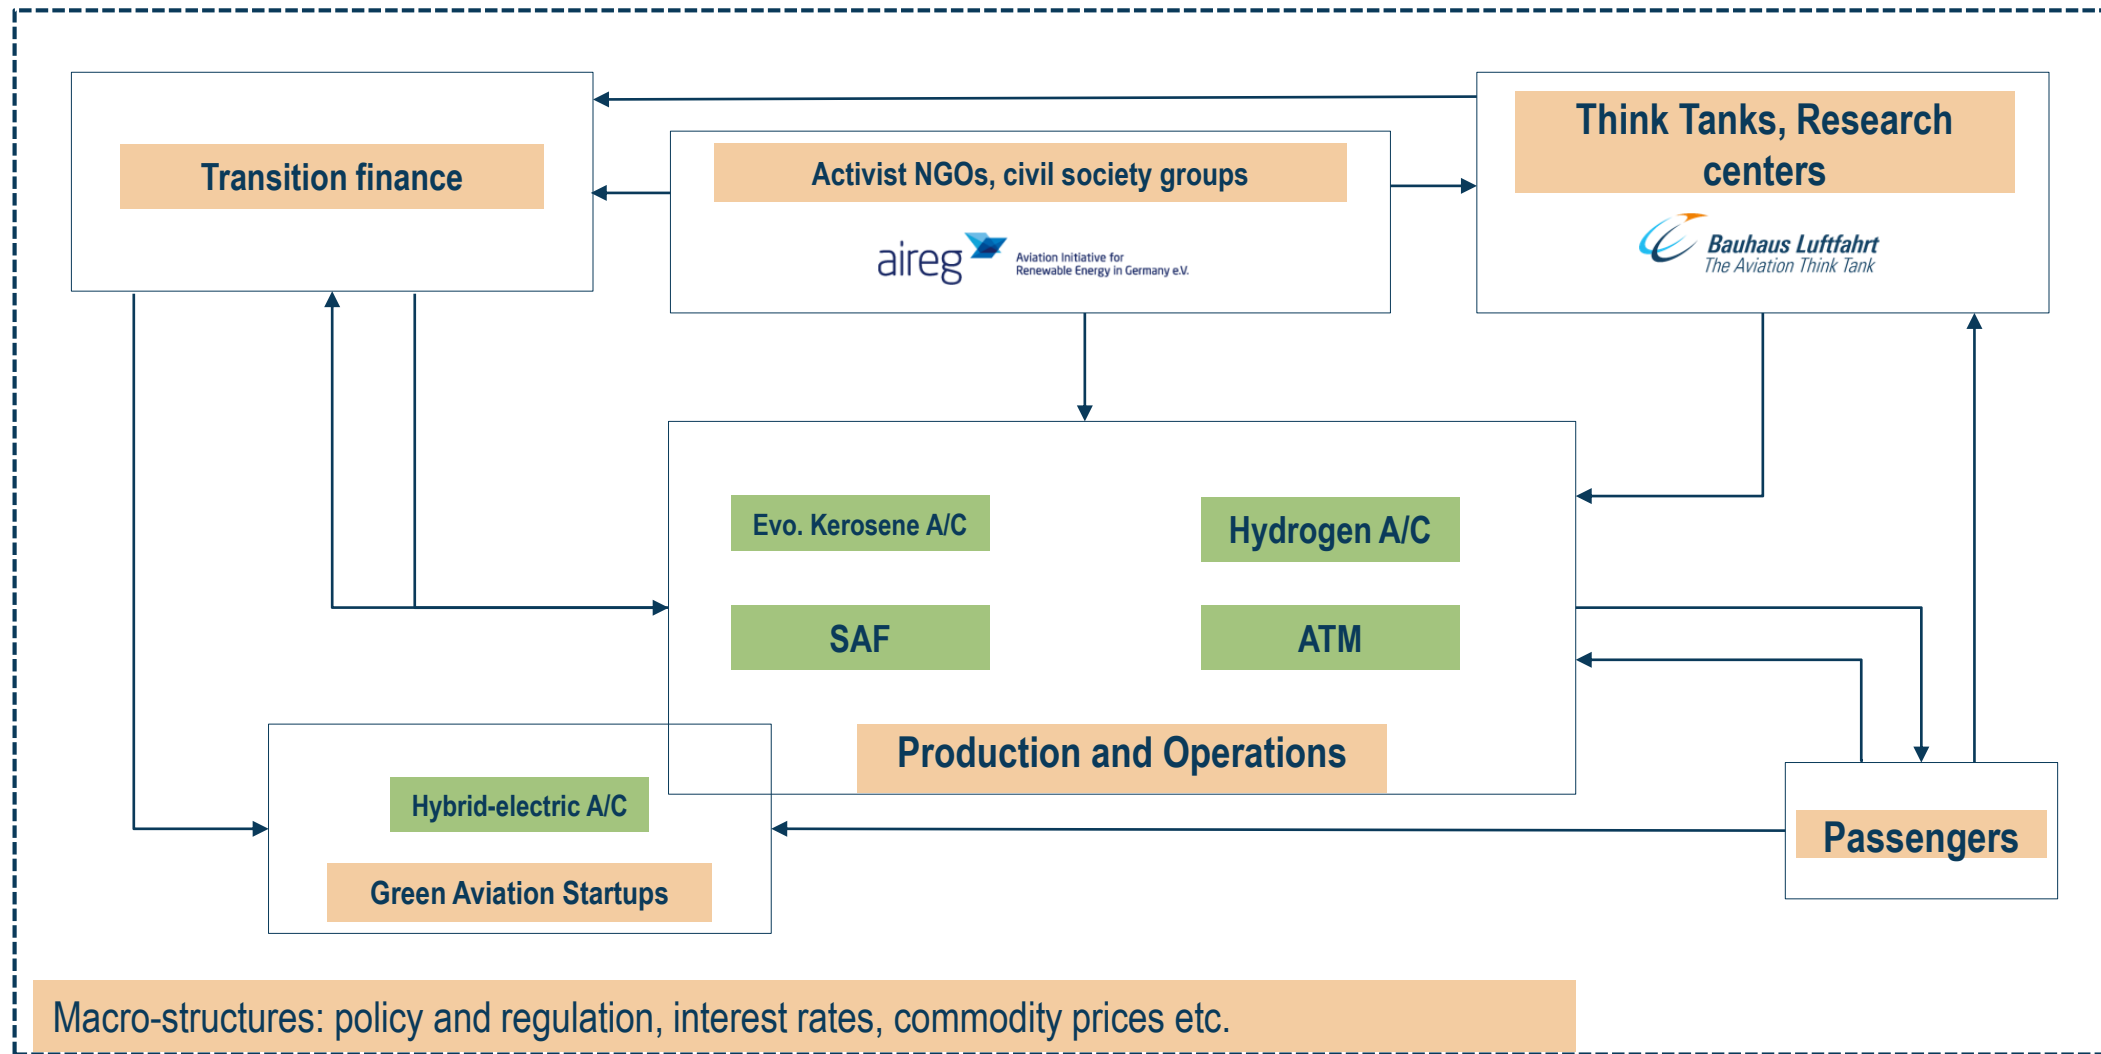 Transition finance
Activist NGOs, civil society groups
aireg
Aviation Initiative for
Renewable Energy in Germany e.V.
Think Tanks, Research
centers
Bauhaus Luftfahrt
The Aviation Think Tank
Evo. Kerosene A/C
Hydrogen A/C
SAF
ATM
Production and Operations
Hybrid-electric A/C
Green Aviation Startups
Passengers
Macro-structures: policy and regulation, interest rates, commodity prices etc.